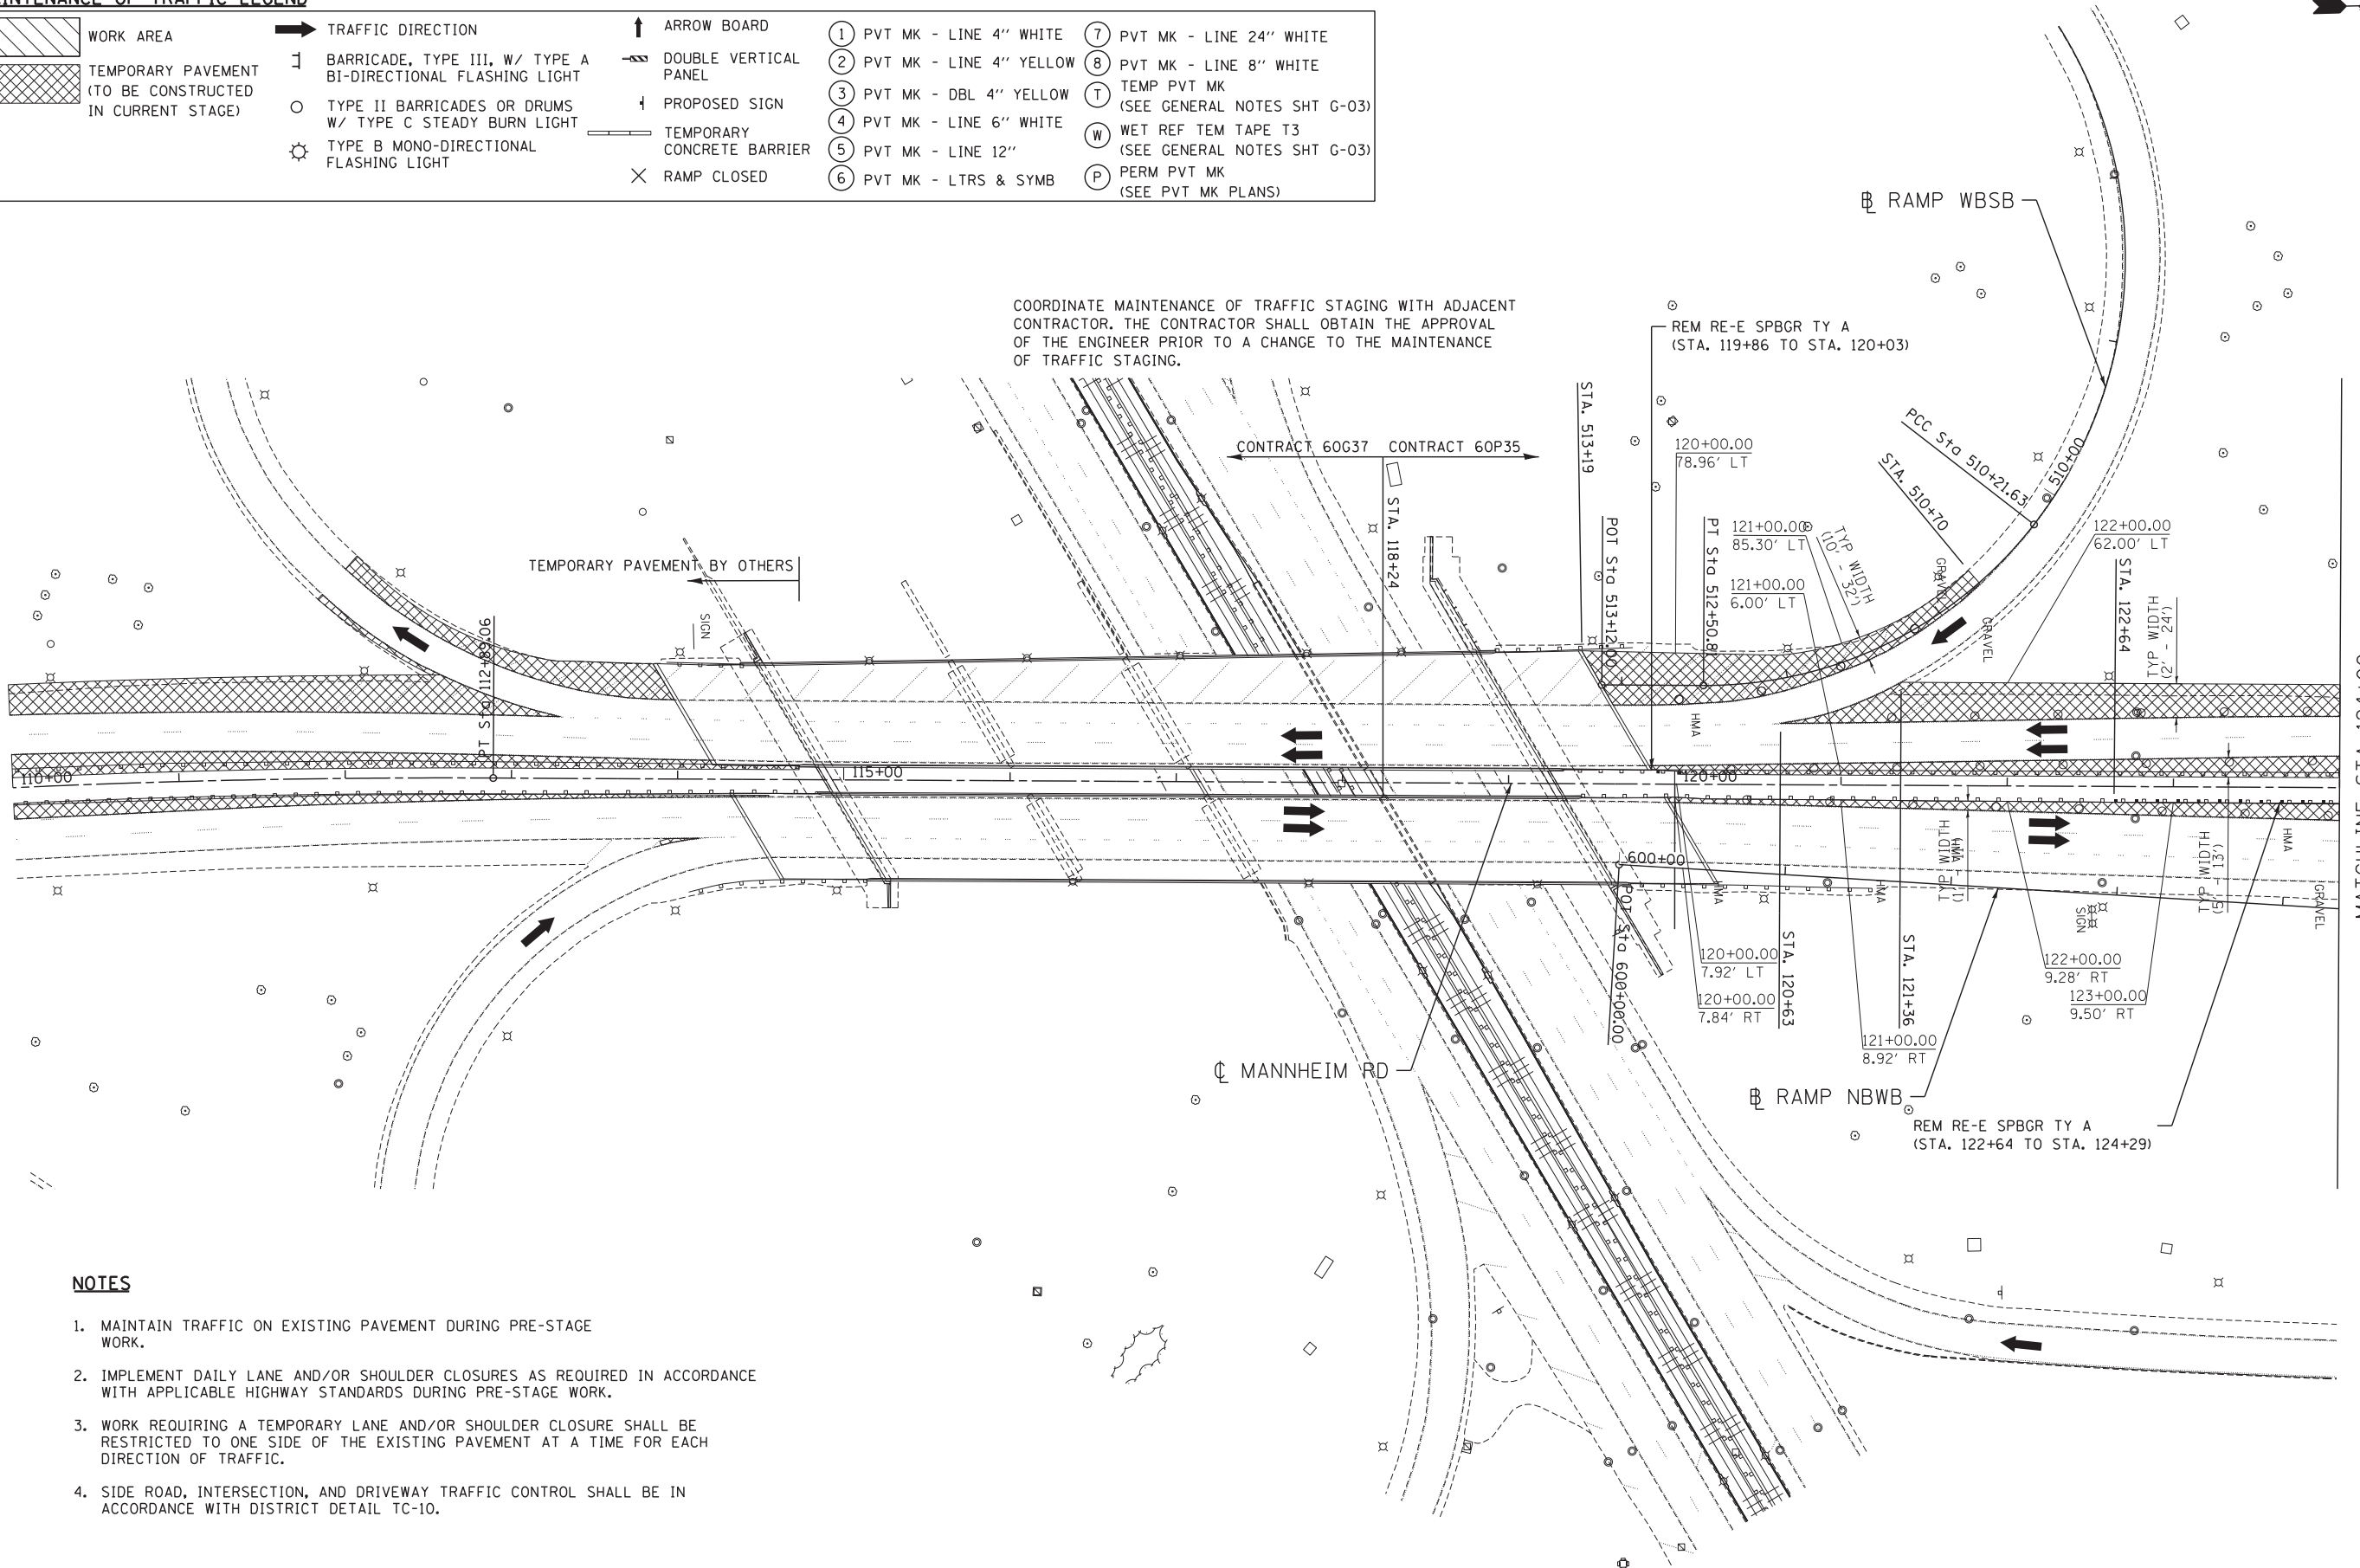 MAINTENANCE OF TRAFFIC LEGEND
WORK AREA
TEMPORARY PAVEMENT
(TO BE CONSTRUCTED
IN CURRENT STAGE)
TRAFFIC DIRECTION
BARRICADE, TYPE III, W/ TYPE A
BI-DIRECTIONAL FLASHING LIGHT
TYPE II BARRICADES OR DRUMS
W/ TYPE C STEADY BURN LIGHT
TYPE B MONO-DIRECTIONAL
FLASHING LIGHT
ARROW BOARD
DOUBLE VERTICAL
PANEL
PROPOSED SIGN
TEMPORARY
CONCRETE BARRIER
RAMP CLOSED
1 PVT MK - LINE 4'' WHITE
2 PVT MK - LINE 4'' YELLOW
3 PVT MK - DBL 4'' YELLOW
4 PVT MK - LINE 6'' WHITE
5 PVT MK - LINE 12''
6 PVT MK - LTRS & SYMB
7 PVT MK - LINE 24'' WHITE
8 PVT MK - LINE 8'' WHITE
T TEMP PVT MK
(SEE GENERAL NOTES SHT G-03)
W WET REF TEM TAPE T3
(SEE GENERAL NOTES SHT G-03)
P PERM PVT MK
(SEE PVT MK PLANS)
B RAMP WBSB
COORDINATE MAINTENANCE OF TRAFFIC STAGING WITH ADJACENT
CONTRACTOR. THE CONTRACTOR SHALL OBTAIN THE APPROVAL
OF THE ENGINEER PRIOR TO A CHANGE TO THE MAINTENANCE
OF TRAFFIC STAGING.
REM RE-E SPBGR TY A
(STA. 119+86 TO STA. 120+03)
CONTRACT 60G37 CONTRACT 60P35
STA. 118+24
STA. 513+19
120+00.00
78.96' LT
PCC Sta 510+21.63
510+00
STA. 510+70
POT Sta 513+12.00
PT Sta 512+50.8
121+00.00
85.30' LT
TYP WIDTH
(10' - 32')
121+00.00
6.00' LT
GRAVEL
GRAVEL
122+00.00
62.00' LT
STA. 122+64
TYP WIDTH
(2' - 24')
TEMPORARY PAVEMENT BY OTHERS
SIGN
PT Sta 112+89.06
110+00
115+00
120+00
HMA
600+00
POT Sta 600+00.00
HMA
HMA
TYP WIDTH
(1' -
HMA
TYP WIDTH
(5' - 13')
HMA
GRAVEL
SIGN
MATCHLINE STA 124+00
120+00.00
7.92' LT
120+00.00
7.84' RT
STA. 120+63
STA. 121+36
121+00.00
8.92' RT
122+00.00
9.28' RT
123+00.00
9.50' RT
℄ MANNHEIM RD
B RAMP NBWB
REM RE-E SPBGR TY A
(STA. 122+64 TO STA. 124+29)
NOTES
1. MAINTAIN TRAFFIC ON EXISTING PAVEMENT DURING PRE-STAGE
WORK.
2. IMPLEMENT DAILY LANE AND/OR SHOULDER CLOSURES AS REQUIRED IN ACCORDANCE
WITH APPLICABLE HIGHWAY STANDARDS DURING PRE-STAGE WORK.
3. WORK REQUIRING A TEMPORARY LANE AND/OR SHOULDER CLOSURE SHALL BE
RESTRICTED TO ONE SIDE OF THE EXISTING PAVEMENT AT A TIME FOR EACH
DIRECTION OF TRAFFIC.
4. SIDE ROAD, INTERSECTION, AND DRIVEWAY TRAFFIC CONTROL SHALL BE IN
ACCORDANCE WITH DISTRICT DETAIL TC-10.